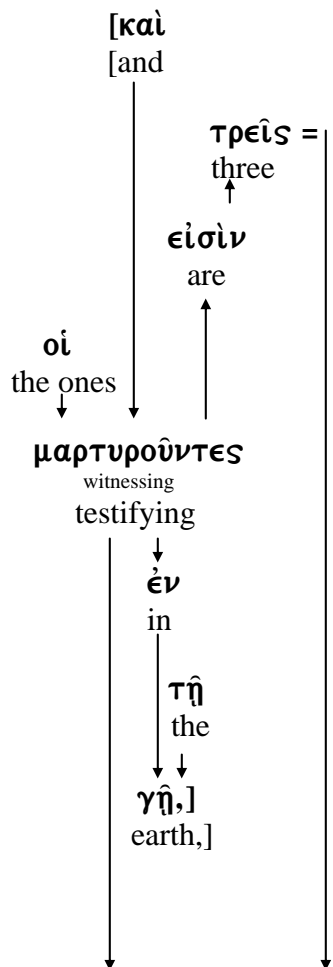 [καὶ
[and
τρεῖς =
three
εἰσὶν
are
οἱ
the ones
μαρτυροῦντες
witnessing
testifying
ἐν
in
τῇ
the
γῇ,]
earth,]